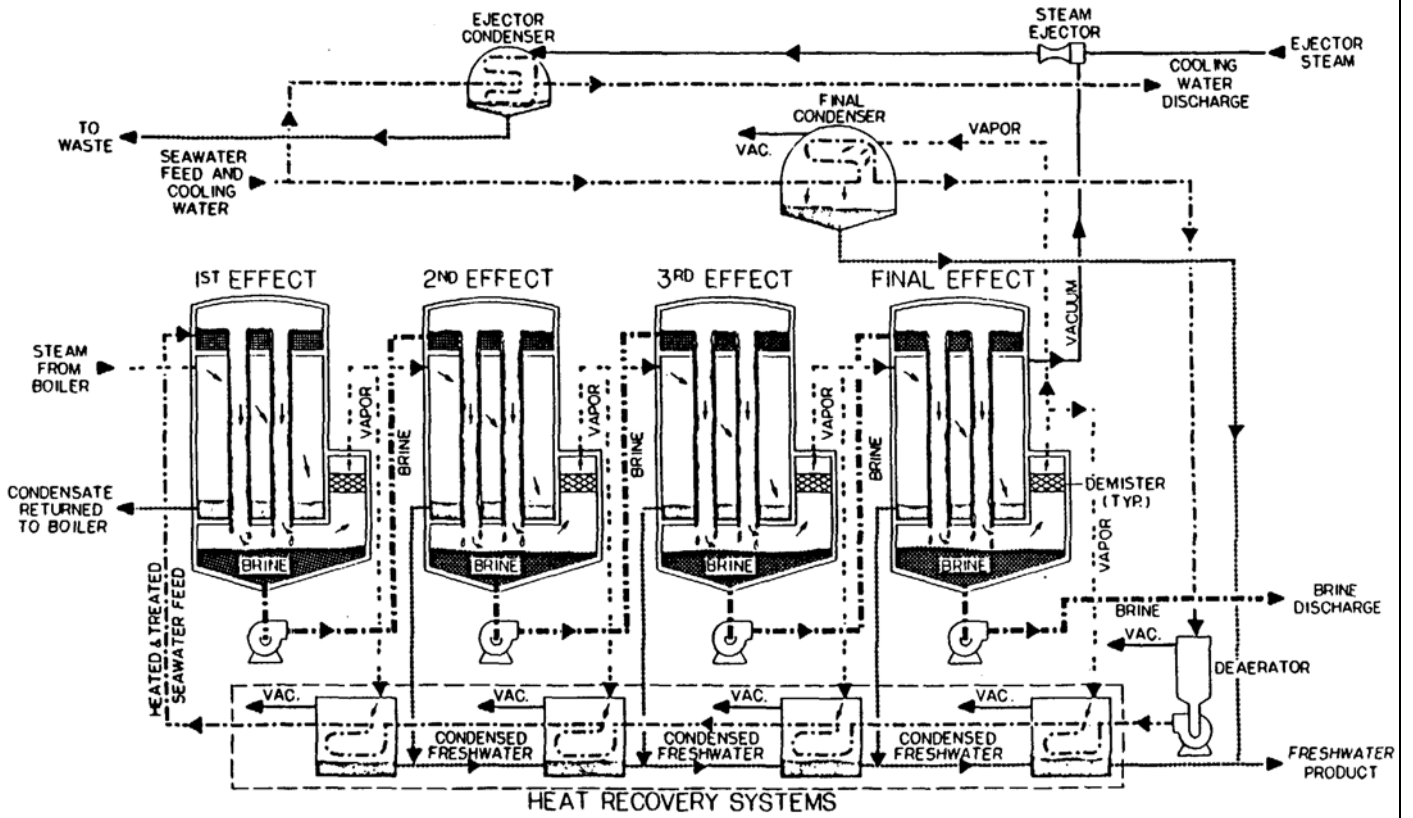 EJECTOR
CONDENSER
STEAM
EJECTOR
EJECTOR
STEAM
COOLING
WATER
DISCHARGE
FINAL
CONDENSER
TO
WASTE
VAC.
VAPOR
SEAWATER
FEED AND
COOLING
WATER
1ST EFFECT
2ND EFFECT
3RD EFFECT
FINAL EFFECT
VACUUM
STEAM
FROM
BOILER
VAPOR
VAPOR
VAPOR
VAPOR
BRINE
BRINE
BRINE
CONDENSATE
RETURNED
TO BOILER
DEMISTER
(TYP.)
VAPOR
BRINE
BRINE
BRINE
BRINE
HEATED & TREATED
SEAWATER FEED
BRINE
BRINE
DISCHARGE
VAC.
DEAERATOR
VAC.
VAC.
VAC.
VAC.
CONDENSED
FRESHWATER
CONDENSED
FRESHWATER
CONDENSED
FRESHWATER
FRESHWATER
PRODUCT
HEAT RECOVERY SYSTEMS